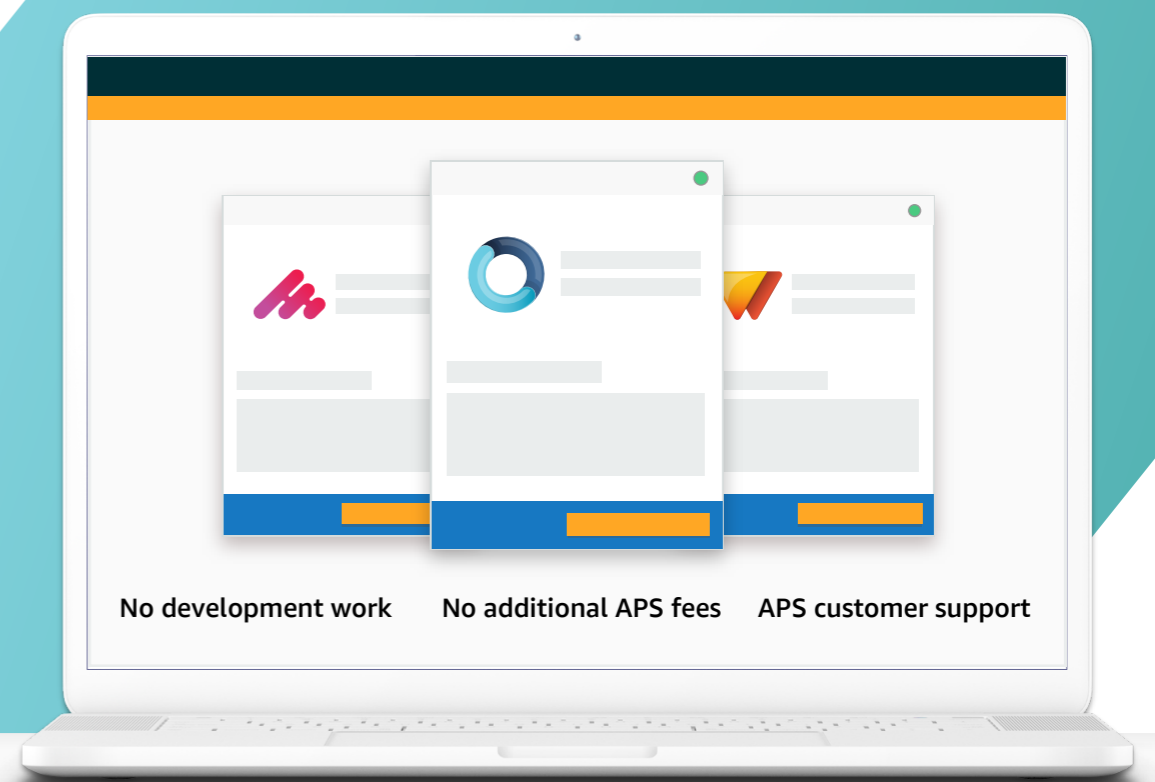 No development work
No additional APS fees
APS customer support